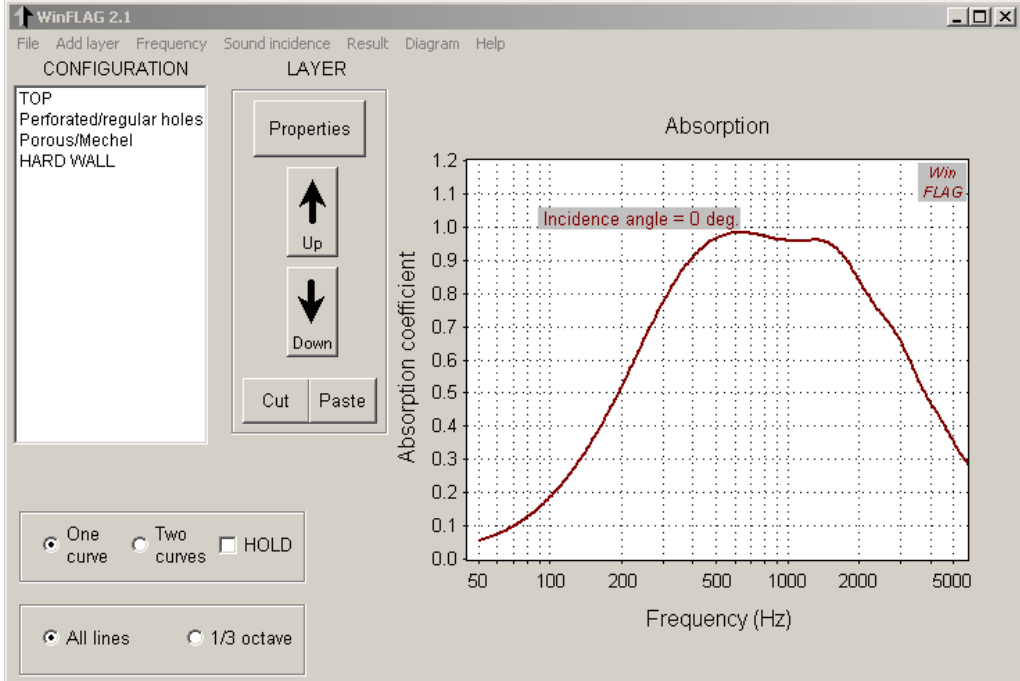 WinFLAG 2.1
File Add layer Frequency Sound incidence Result Diagram Help
CONFIGURATION
TOP
Perforated/regular holes
Porous/Mechel
HARD WALL
LAYER
Properties
Up
Down
Cut
Paste
One
curve
Two
curves
HOLD
All lines
1/3 octave
Absorption
Win
FLAG
Incidence angle = 0 deg.
Absorption coefficient
1.2
1.1
1.0
0.9
0.8
0.7
0.6
0.5
0.4
0.3
0.2
0.1
0.0
50 100 200 500 1000 2000 5000
Frequency (Hz)